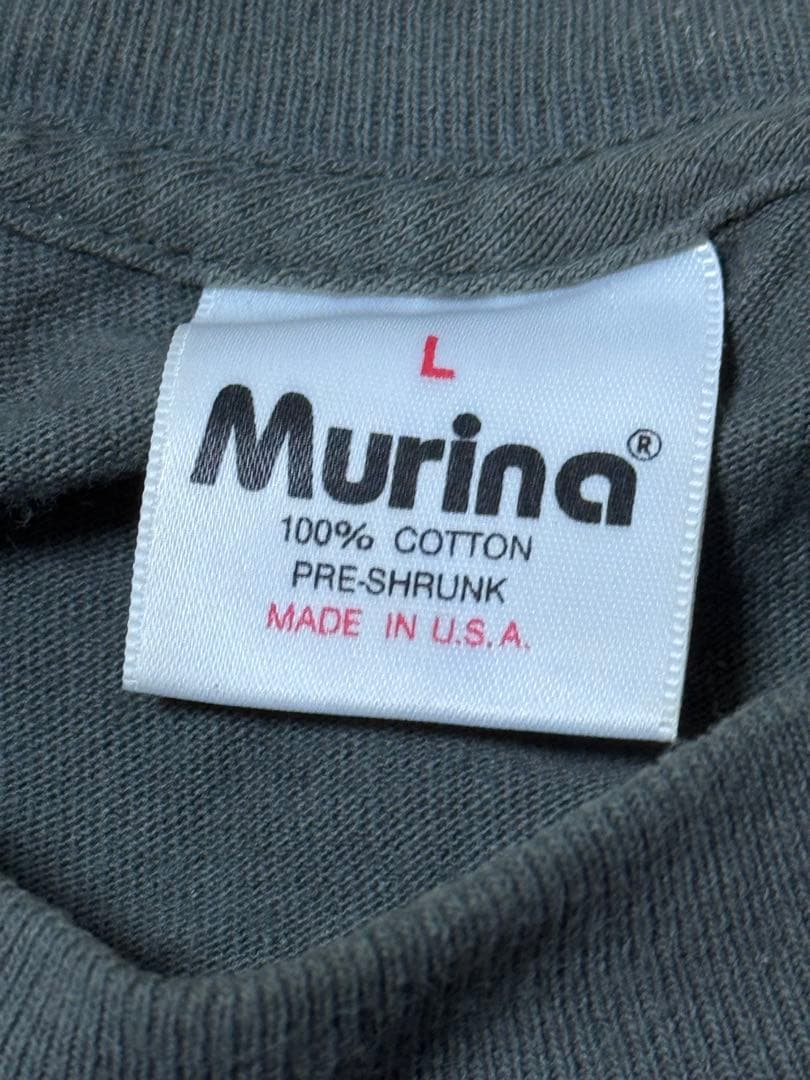 L
Murina®
100% COTTON
PRE-SHRUNK
MADE IN U.S.A.